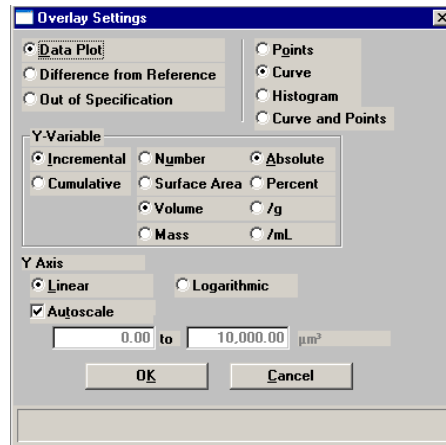 Overlay Settings
Data Plot
Difference from Reference
Out of Specification
Points
Curve
Histogram
Curve and Points
Y-Variable
Incremental Number Absolute
Cumulative Surface Area Percent
Volume /g
Mass /mL
Y Axis
Linear Logarithmic
Autoscale
0.00 to 10,000.00 µm³
OK Cancel